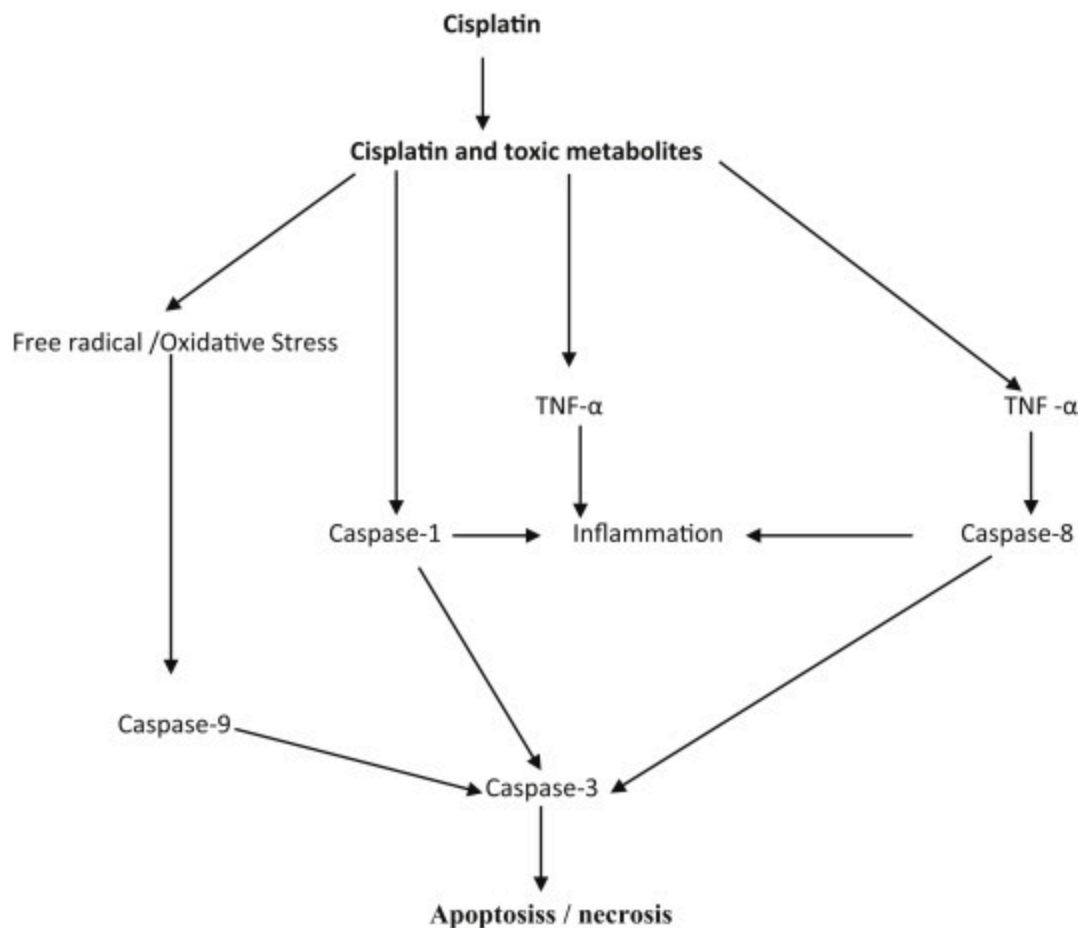 Cisplatin
Cisplatin and toxic metabolites
Free radical /Oxidative Stress
TNF-α
TNF -α
Caspase-1
Inflammation
Caspase-8
Caspase-9
Caspase-3
Apoptosiss / necrosis